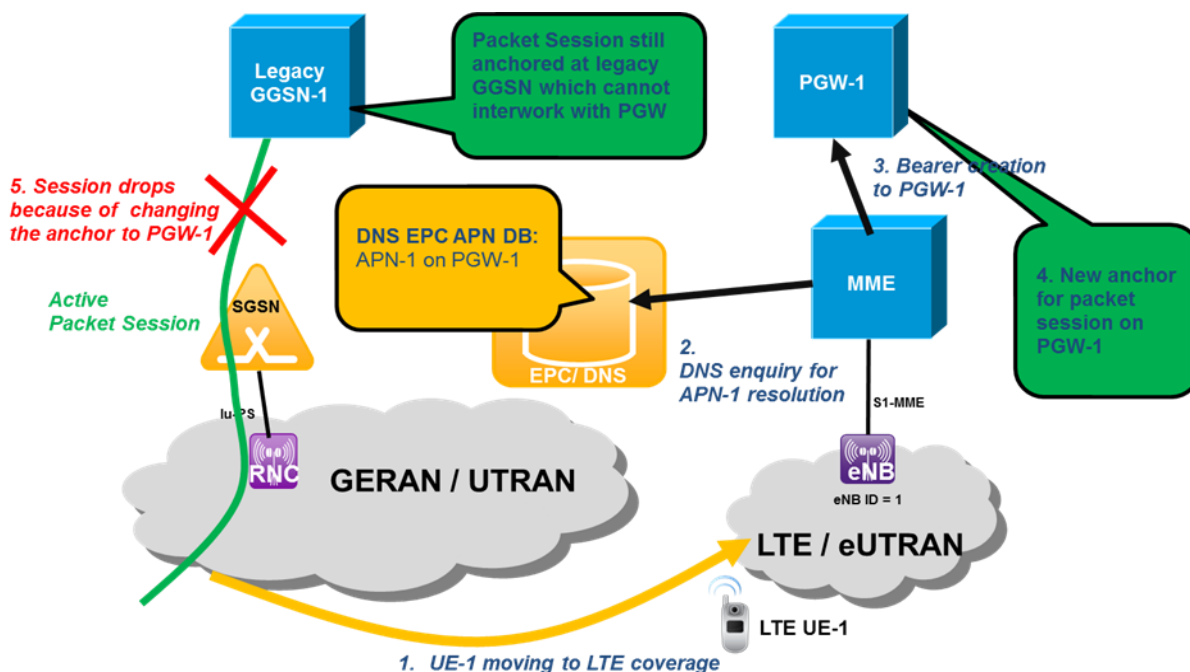 Legacy
GGSN-1
Packet Session still
anchored at legacy
GGSN which cannot
interwork with PGW
PGW-1
5. Session drops
because of changing
the anchor to PGW-1
3. Bearer creation
to PGW-1
DNS EPC APN DB:
APN-1 on PGW-1
MME
4. New anchor
for packet
session on
PGW-1
Active
Packet Session
SGSN
EPC/ DNS
2.
DNS enquiry for
APN-1 resolution
S1-MME
Iu-PS
RNC
GERAN / UTRAN
eNB
eNB ID = 1
LTE / eUTRAN
LTE UE-1
1. UE-1 moving to LTE coverage